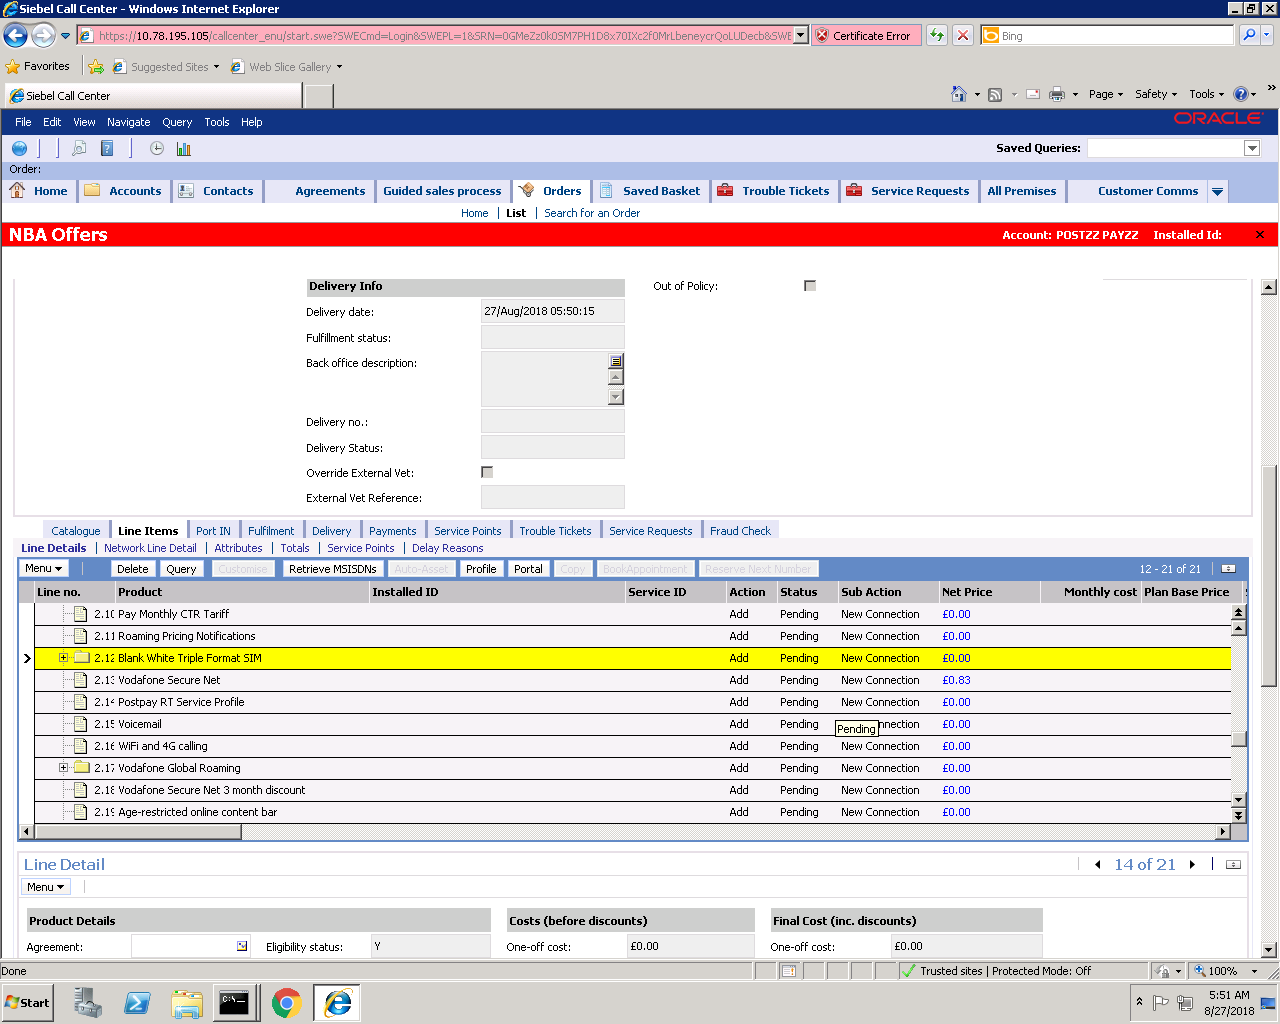 Siebel Call Center - Windows Internet Explorer
https://10.78.195.105/callcenter_enu/start.swe?SWECmd=Login&SWEPL=1&SRN=
Certificate Error
Bing
Favorites
Suggested Sites
Web Slice Gallery
Siebel Call Center
Page
Safety
Tools
»
File Edit View Navigate Query Tools Help
ORACLE
Saved Queries:
Order:
Home Accounts Contacts Agreements Guided sales process Orders Saved Basket Trouble Tickets Service Requests All Premises Customer Comms
Home | List | Search for an Order
NBA Offers
Account: POSTZZ PAYZZ Installed Id:
Delivery Info
Out of Policy:
Delivery date: 27/Aug/2018 05:50:15
Fulfillment status:
Back office description:
Delivery no.:
Delivery Status:
Override External Vet:
External Vet Reference:
Catalogue Line Items Port IN Fulfilment Delivery Payments Service Points Trouble Tickets Service Requests Fraud Check
Line Details | Network Line Detail | Attributes | Totals | Service Points | Delay Reasons
Menu Delete Query Customise Retrieve MSISDNs Auto-Asset Profile Portal Copy BookAppointment Reserve Next Number 12 - 21 of 21
Line no. Product Installed ID Service ID Action Status Sub Action Net Price Monthly cost Plan Base Price
2.10 Pay Monthly CTR Tariff Add Pending New Connection £0.00
2.11 Roaming Pricing Notifications Add Pending New Connection £0.00
2.12 Blank White Triple Format SIM Add Pending New Connection £0.00
2.13 Vodafone Secure Net Add Pending New Connection £0.83
2.14 Postpay RT Service Profile Add Pending New Connection £0.00
2.15 Voicemail Add Pending nnection £0.00
Pending
2.16 WiFi and 4G calling Add Pending New Connection £0.00
2.17 Vodafone Global Roaming Add Pending New Connection £0.00
2.18 Vodafone Secure Net 3 month discount Add Pending New Connection £0.00
2.19 Age-restricted online content bar Add Pending New Connection £0.00
Line Detail
14 of 21
Menu
Product Details Costs (before discounts) Final Cost (inc. discounts)
Agreement: Eligibility status: Y One-off cost: £0.00 One-off cost: £0.00
Done
Trusted sites | Protected Mode: Off
100%
Start
5:51 AM
8/27/2018